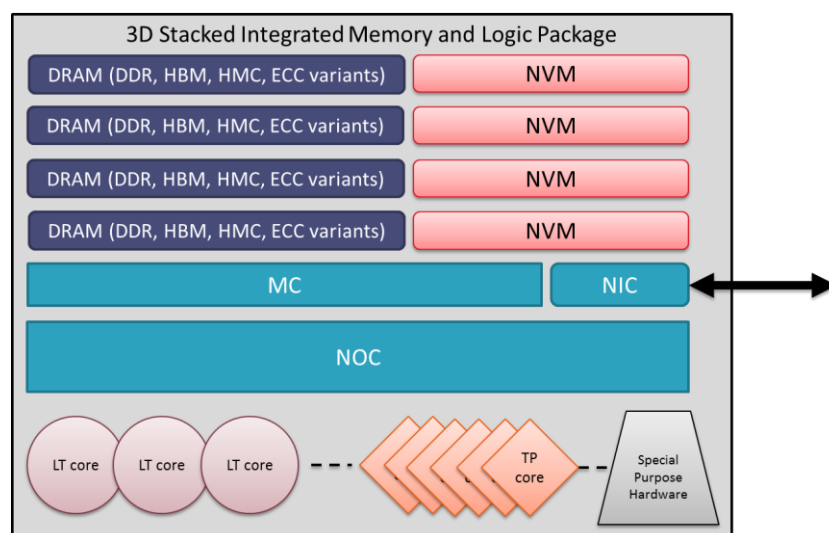 3D Stacked Integrated Memory and Logic Package
DRAM (DDR, HBM, HMC, ECC variants)
NVM
DRAM (DDR, HBM, HMC, ECC variants)
NVM
DRAM (DDR, HBM, HMC, ECC variants)
NVM
DRAM (DDR, HBM, HMC, ECC variants)
NVM
MC
NIC
NOC
LT core
LT core
LT core
TP
core
Special
Purpose
Hardware